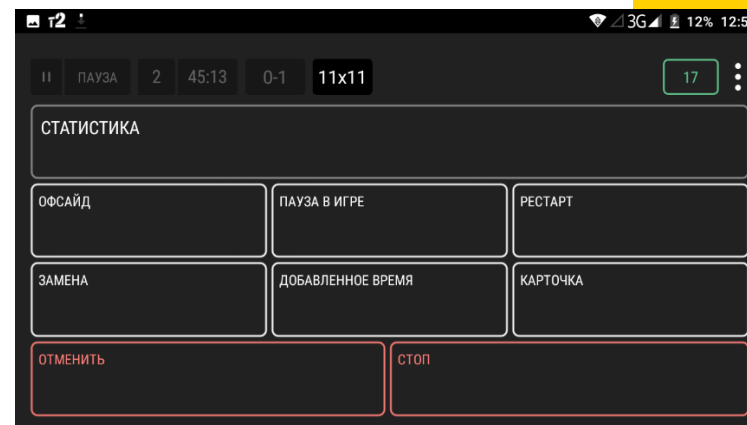 т2 3G 12% 12:5
II ПАУЗА 2 45:13 0-1 11x11 17
СТАТИСТИКА
ОФСАЙД ПАУЗА В ИГРЕ РЕСТАРТ
ЗАМЕНА ДОБАВЛЕННОЕ ВРЕМЯ КАРТОЧКА
ОТМЕНИТЬ СТОП